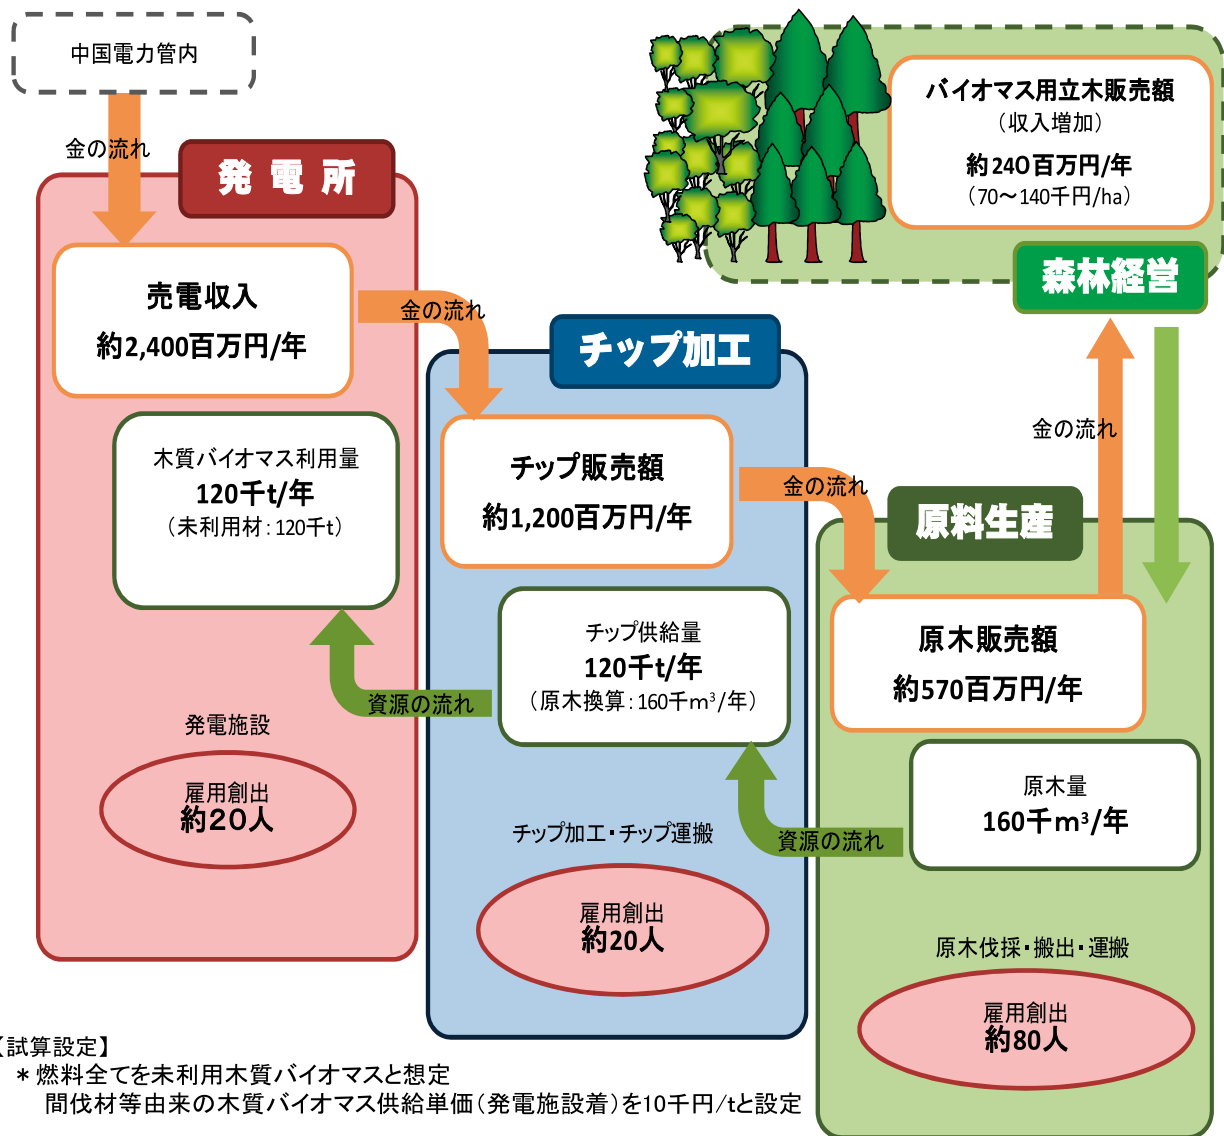 中国電力管内
金の流れ
発電所
売電収入
約2,400百万円/年
木質バイオマス利用量
120千t/年
（未利用材：120千t）
発電施設
雇用創出
約20人
金の流れ
資源の流れ
チップ加工
チップ販売額
約1,200百万円/年
チップ供給量
120千t/年
（原木換算：160千m³/年）
チップ加工・チップ運搬
雇用創出
約20人
金の流れ
資源の流れ
原料生産
原木販売額
約570百万円/年
原木量
160千m³/年
原木伐採・搬出・運搬
雇用創出
約80人
金の流れ
森林経営
バイオマス用立木販売額
（収入増加）
約240百万円/年
（70～140千円/ha）
【試算設定】
＊燃料全てを未利用木質バイオマスと想定
間伐材等由来の木質バイオマス供給単価（発電施設着）を10千円/tと設定